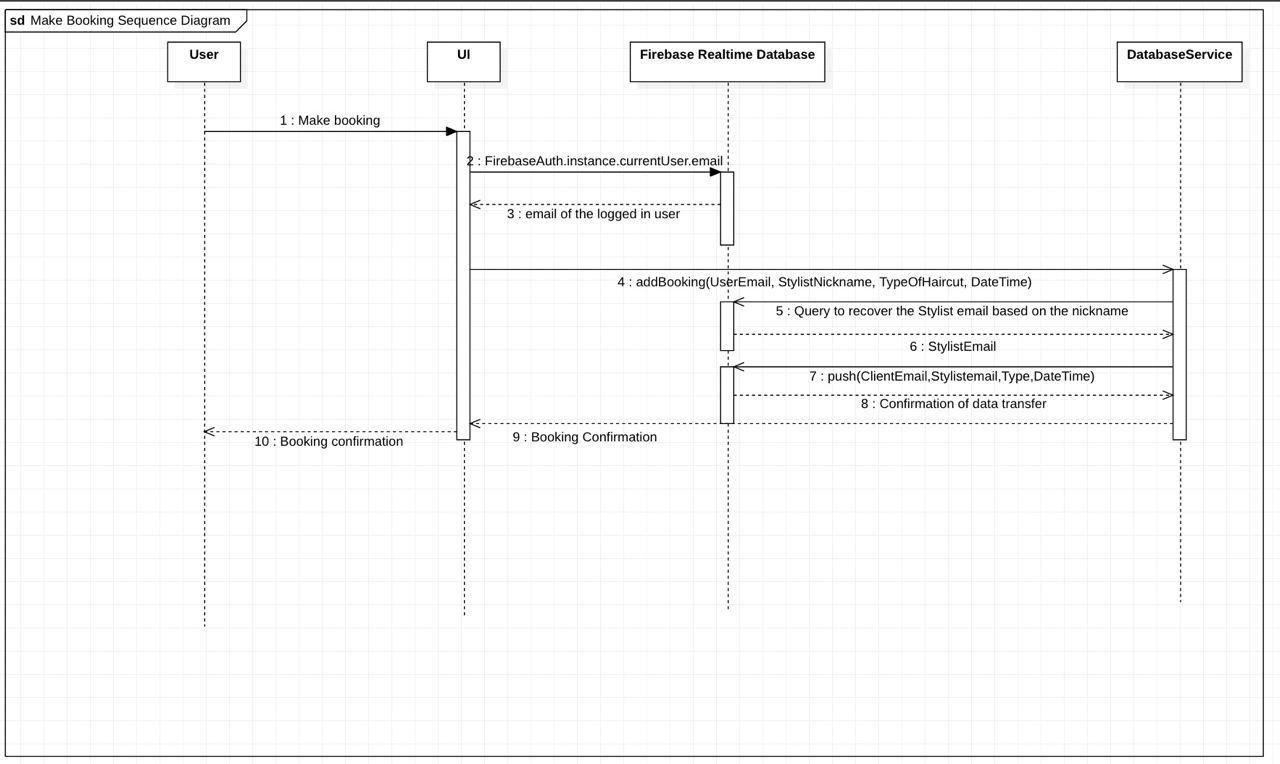 sd Make Booking Sequence Diagram
User
UI
Firebase Realtime Database
DatabaseService
1 : Make booking
2 : FirebaseAuth.instance.currentUser.email
3 : email of the logged in user
4 : addBooking(UserEmail, StylistNickname, TypeOfHaircut, DateTime)
5 : Query to recover the Stylist email based on the nickname
6 : StylistEmail
7 : push(ClientEmail,Stylistemail,Type,DateTime)
8 : Confirmation of data transfer
9 : Booking Confirmation
10 : Booking confirmation